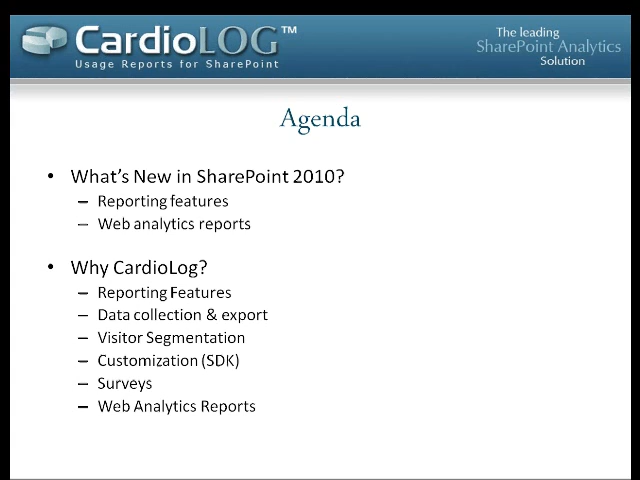 CardioLOG™
Usage Reports for SharePoint
The leading
SharePoint Analytics
Solution
Agenda
• What's New in SharePoint 2010?
– Reporting features
– Web analytics reports
• Why CardioLog?
– Reporting Features
– Data collection & export
– Visitor Segmentation
– Customization (SDK)
– Surveys
– Web Analytics Reports